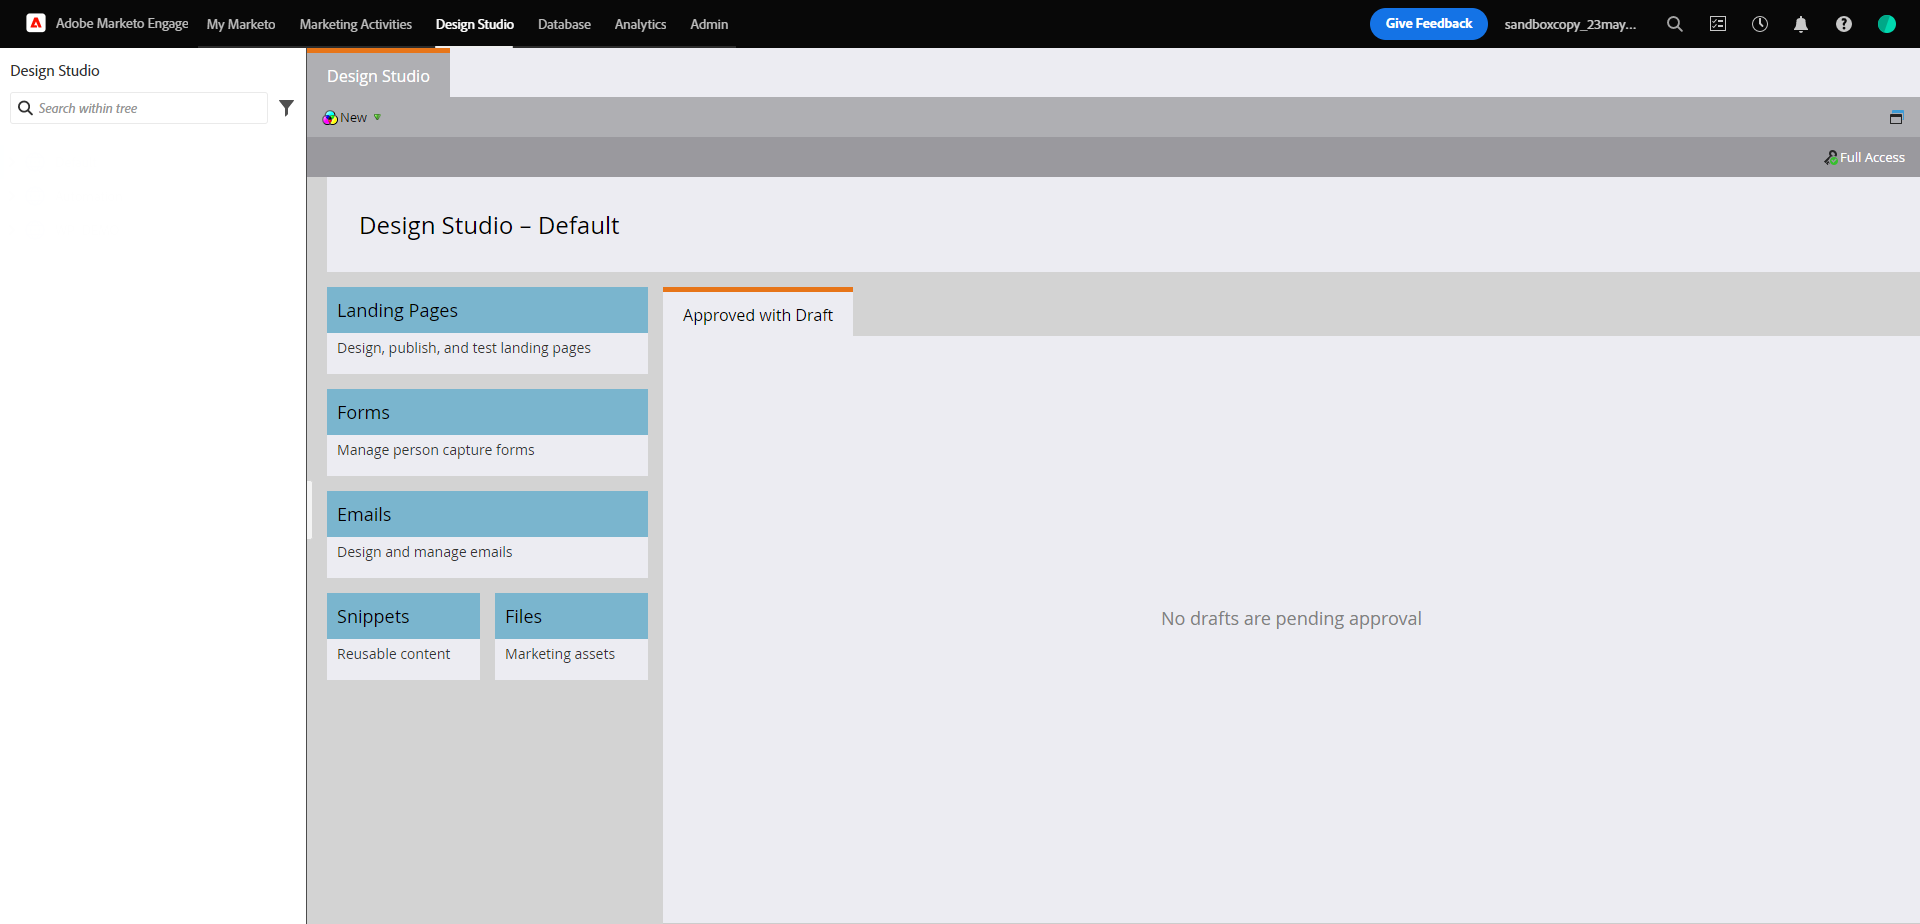 Adobe Marketo Engage
My Marketo
Marketing Activities
Design Studio
Database
Analytics
Admin
Give Feedback
sandboxcopy_23may...
Design Studio
Search within tree
Design Studio
New
Full Access
Design Studio – Default
Landing Pages
Design, publish, and test landing pages
Forms
Manage person capture forms
Emails
Design and manage emails
Snippets
Reusable content
Files
Marketing assets
Approved with Draft
No drafts are pending approval